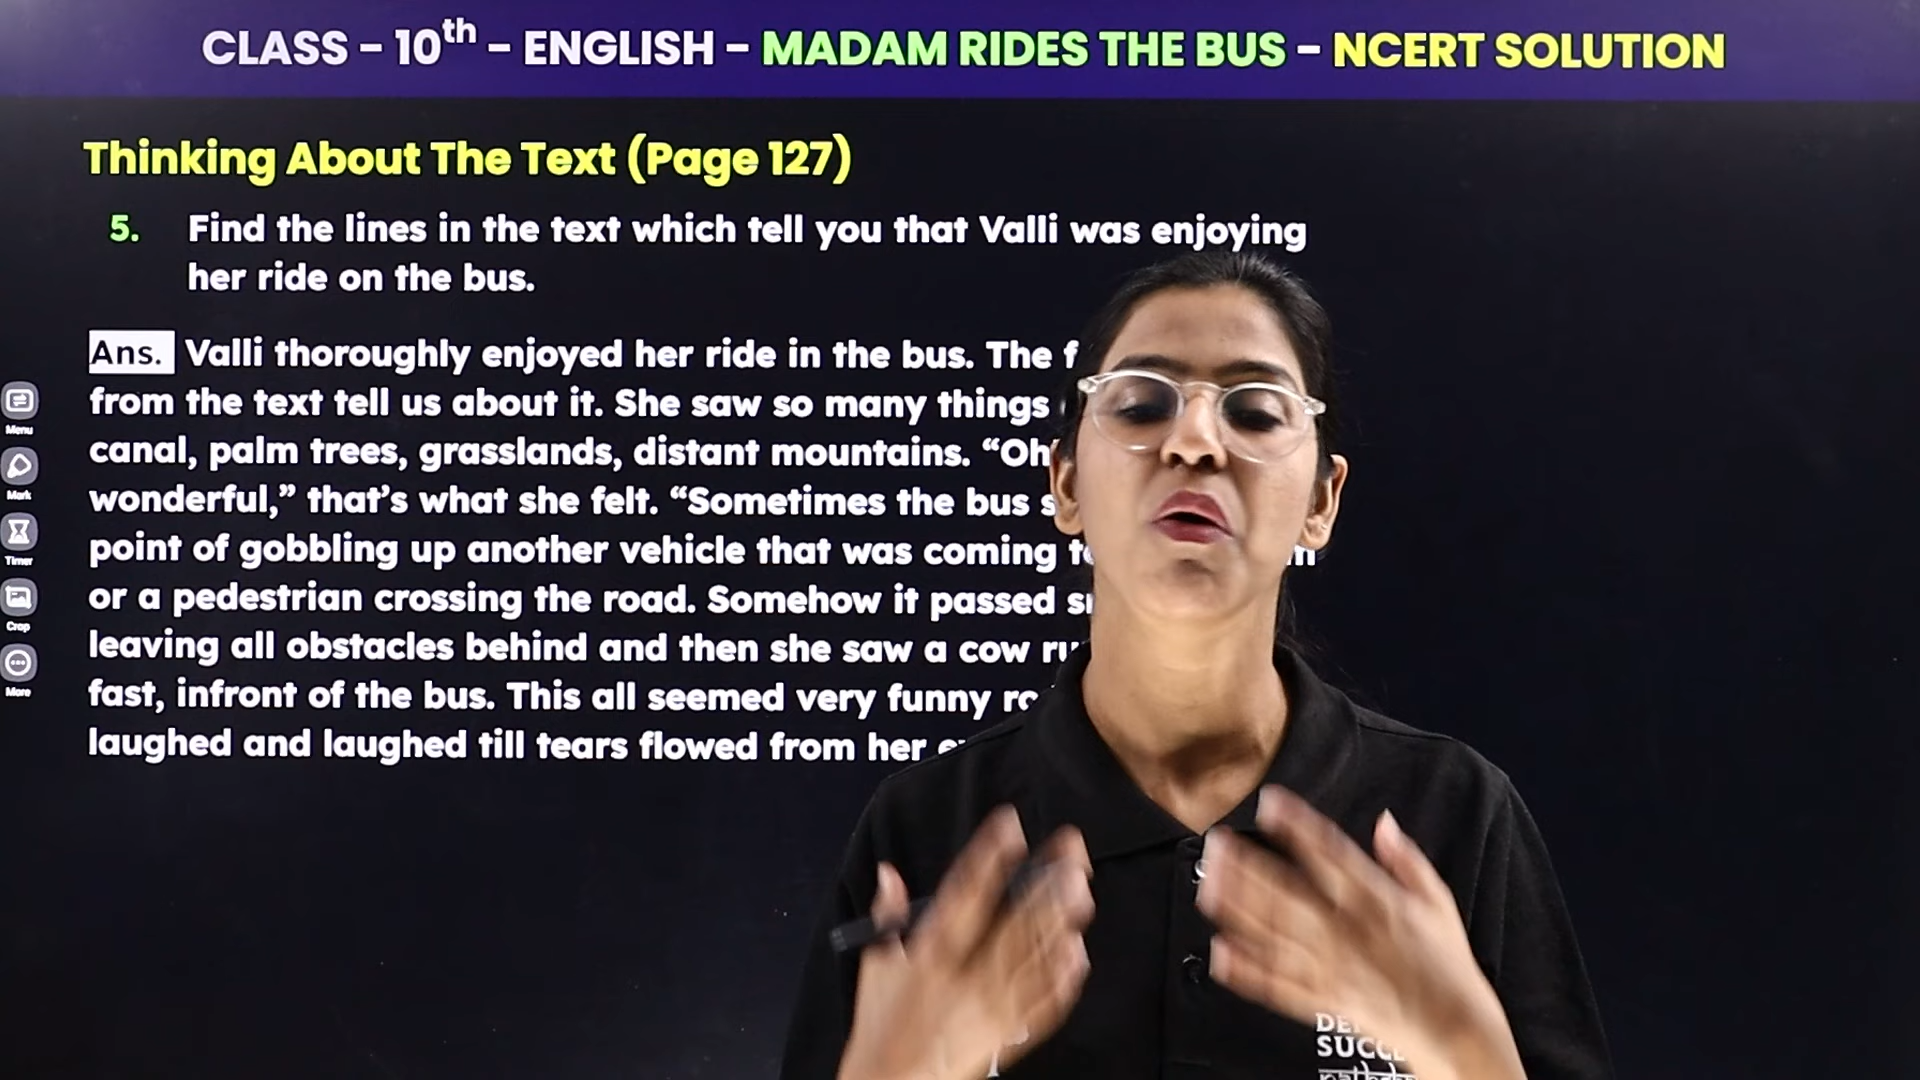 CLASS – 10th – ENGLISH – MADAM RIDES THE BUS – NCERT SOLUTION
Thinking About The Text (Page 127)
5. Find the lines in the text which tell you that Valli was enjoying
her ride on the bus.
Ans. Valli thoroughly enjoyed her ride in the bus. The
from the text tell us about it. She saw so many things
canal, palm trees, grasslands, distant mountains. “Oh
wonderful,” that’s what she felt. “Sometimes the bus
point of gobbling up another vehicle that was coming
or a pedestrian crossing the road. Somehow it passed
leaving all obstacles behind and then she saw a cow
fast, infront of the bus. This all seemed very funny
laughed and laughed till tears flowed from her
Menu
Mark
Timer
Crop
More